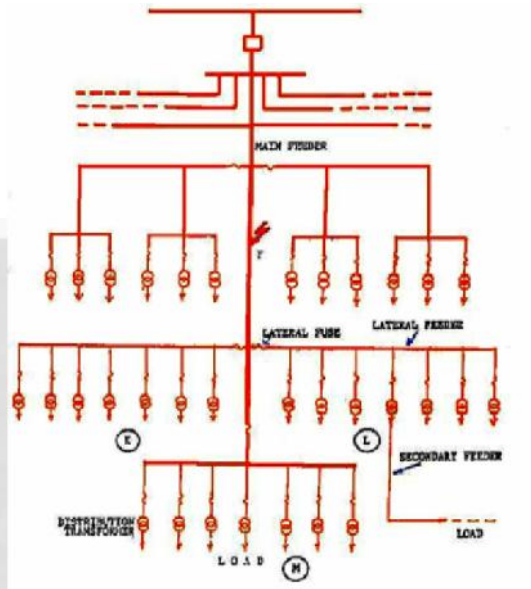 MAIN FEEDER
F
LATERAL FUSE
LATERAL FEEDER
K
L
SECONDARY FEEDER
DISTRIBUTION
TRANSFORMER
LOAD
LOAD
M